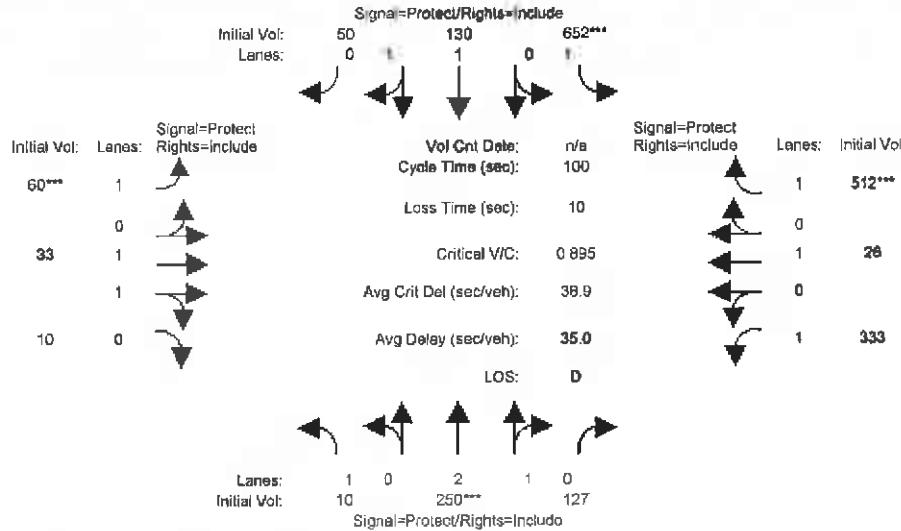 Signal=Protect/Rights=Include
Initial Vol: 50 130 652***
Lanes: 0 1 1 0 1
Signal=Protect
Initial Vol: Lanes: Rights=Include
Vol Cnt Date: n/a
Signal=Protect
Rights=Include Lanes: Initial Vol
Cycle Time (sec): 100
60*** 1
1 512***
Loss Time (sec): 10
0
0
33 1
Critical V/C: 0.895
1 26
1
Avg Crit Del (sec/veh): 38.9
0
10 0
Avg Delay (sec/veh): 35.0
1 333
LOS: D
Lanes: 1 0 2 1 0
Initial Vol: 10 250*** 127
Signal=Protect/Rights=Include